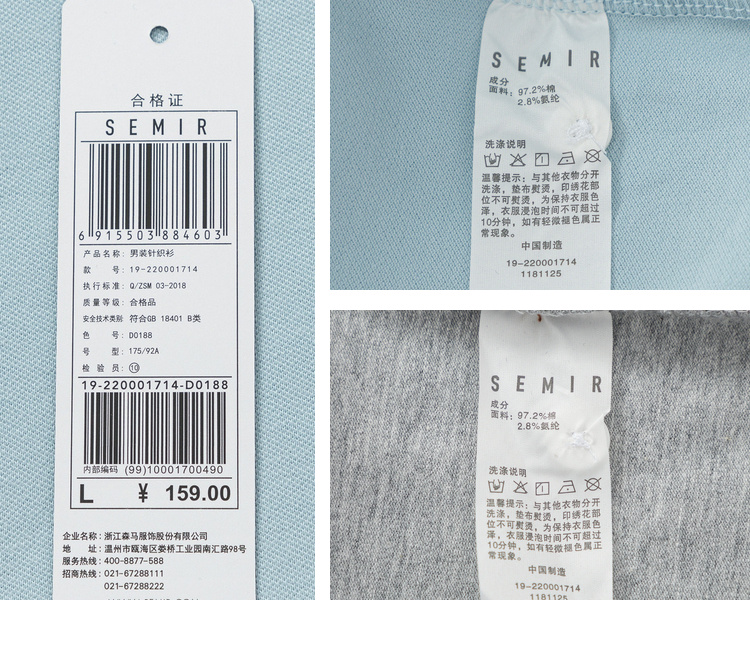 合格证
SEMIR
6 915503 884603
产品名称: 男装针织衫
款 号: 19-220001714
执行标准: Q/ZSM 03-2018
质量等级: 合格品
安全技术类别: 符合GB 18401 B类
色 号: D0188
号 型: 175/92A
检 验 员: ⑩
19-220001714-D0188
内部编码 (99)10001700490
L ¥ 159.00
企业名称: 浙江森马服饰股份有限公司
地 址: 温州市瓯海区娄桥工业园南汇路98号
服务热线: 400-8877-588
招商热线: 021-67288111
021-67288222
SEMIR
成分
面料: 97.2%棉
2.8%氨纶
洗涤说明
温馨提示: 与其他衣物分开
洗涤, 垫布熨烫, 印绣花部
位不可熨烫, 为保持衣服色
泽, 衣服浸泡时间不可超过
10分钟, 如有轻微褪色属正
常现象。
中国制造
19-220001714
1181125
SEMIR
成分
面料: 97.2%棉
2.8%氨纶
洗涤说明
温馨提示: 与其他衣物分开
洗涤, 垫布熨烫, 印绣花部
位不可熨烫, 为保持衣服色
泽, 衣服浸泡时间不可超过
10分钟, 如有轻微褪色属正
常现象。
中国制造
19-220001714
1181125